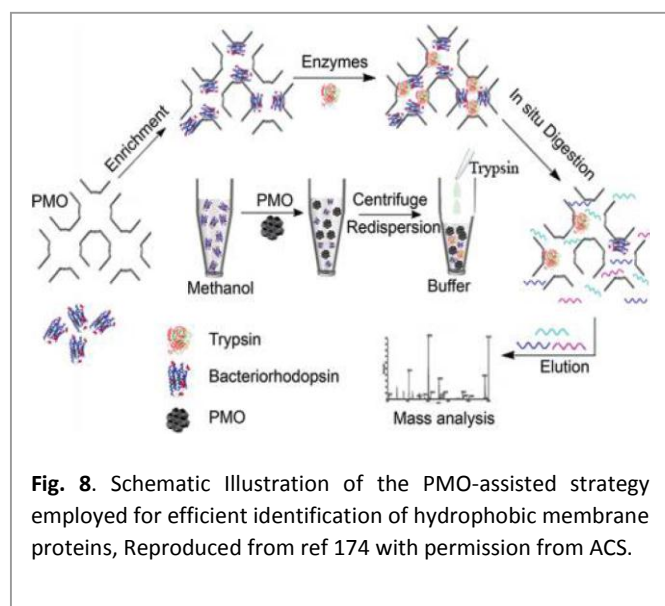 Enzymes
Enrichment
In situ Digestion
PMO
Trypsin
PMO
Centrifuge
Redispersion
Methanol
Buffer
Trypsin
Bacteriorhodopsin
PMO
Elution
Mass analysis
Fig. 8. Schematic Illustration of the PMO-assisted strategy
employed for efficient identification of hydrophobic membrane
proteins, Reproduced from ref 174 with permission from ACS.